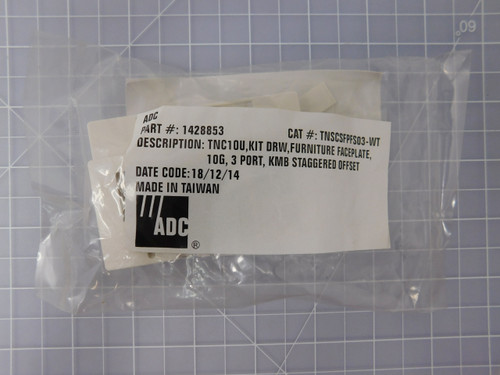 .09
ADC
PART #: 1428853 CAT #: TNSCSFPFS03-WT
DESCRIPTION: TNC10U,KIT DRW,FURNITURE FACEPLATE,
10G, 3 PORT, KMB STAGGERED OFFSET
DATE CODE:18/12/14
MADE IN TAIWAN
ADC
®